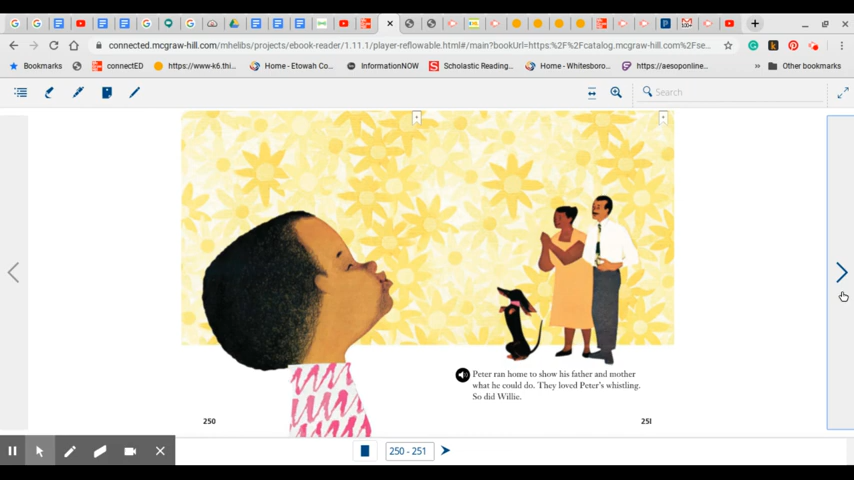 connected.mcgraw-hill.com/mhelibs/projects/ebook-reader/1.11.1/player-reflowable.html#/main?bookUrl=https:%2F%2Fcatalog.mcgraw-hill.com%2Fse...
Bookmarks connectED https://www-k6.thi... Home - Etowah Co... InformationNOW Scholastic Reading... Home - Whitesboro... https://aesoponline... » Other bookmarks
Search
Peter ran home to show his father and mother
what he could do. They loved Peter's whistling.
So did Willie.
250 251
250 - 251